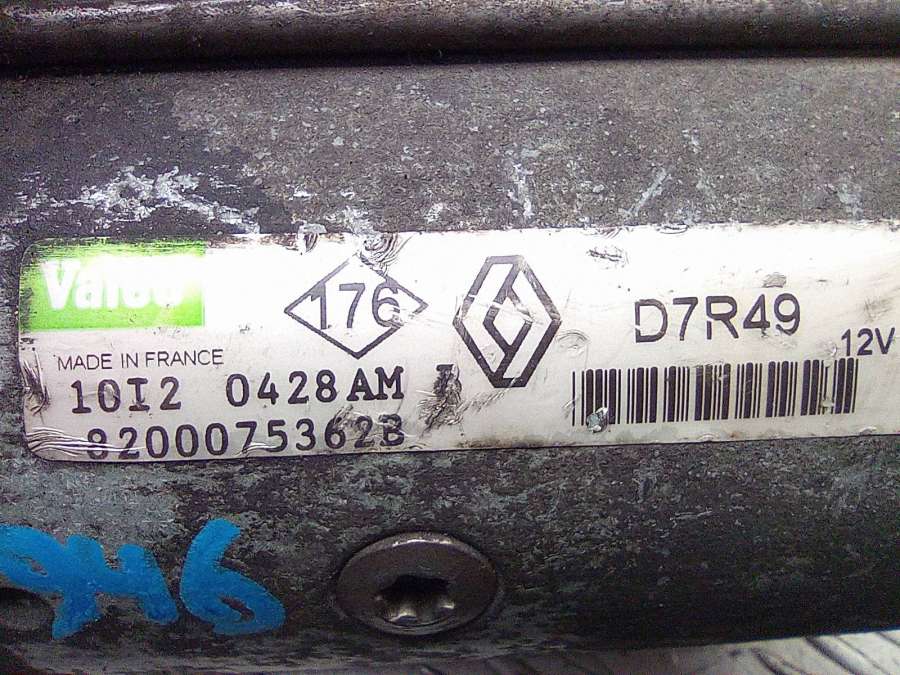 Valeo
176
D7R49
12V
MADE IN FRANCE
10I2 0428AM
8200075362B